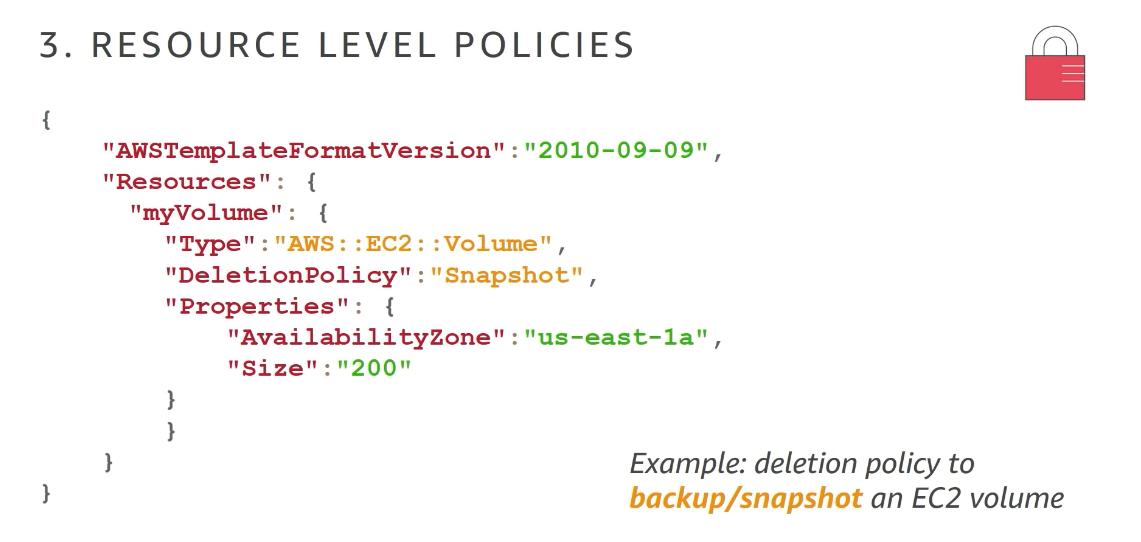 3. RESOURCE LEVEL POLICIES
{
"AWSTemplateFormatVersion":"2010-09-09",
"Resources": {
"myVolume": {
"Type":"AWS::EC2::Volume",
"DeletionPolicy":"Snapshot",
"Properties": {
"AvailabilityZone":"us-east-1a",
"Size":"200"
}
}
}
}
Example: deletion policy to
backup/snapshot an EC2 volume